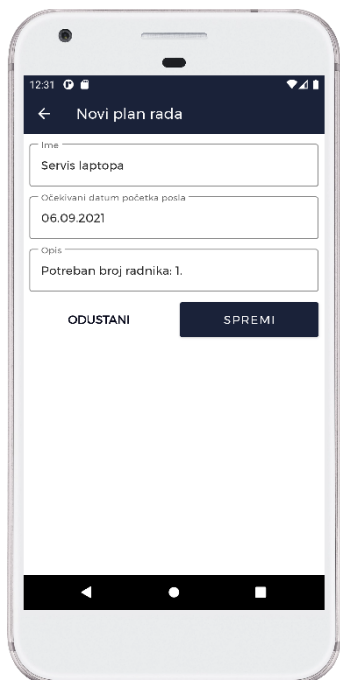 12:31
Novi plan rada
Ime
Servis laptopa
Očekivani datum početka posla
06.09.2021
Opis
Potreban broj radnika: 1.
ODUSTANI SPREMI